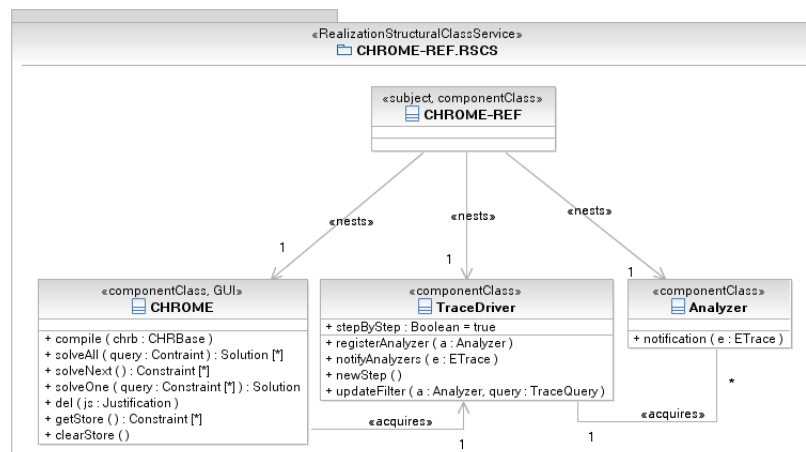 «RealizationStructuralClassService»
CHROME-REF.RSCS
«subject, componentClass»
CHROME-REF
«nests»
«nests»
«nests»
1
1
1
«componentClass, GUI»
CHROME
+ compile ( chrb : CHRBase )
+ solveAll ( query : Contraint ) : Solution [*]
+ solveNext ( ) : Constraint [*]
+ solveOne ( query : Constraint [*] ) : Solution
+ del ( js : Justification )
+ getStore ( ) : Constraint [*]
+ clearStore ( )
«componentClass»
TraceDriver
+ stepByStep : Boolean = true
+ registerAnalyzer ( a : Analyzer )
+ notifyAnalyzers ( e : ETrace )
+ newStep ( )
+ updateFilter ( a : Analyzer, query : TraceQuery )
«componentClass»
Analyzer
+ notification ( e : ETrace )
*
«acquires»
1
«acquires»
1